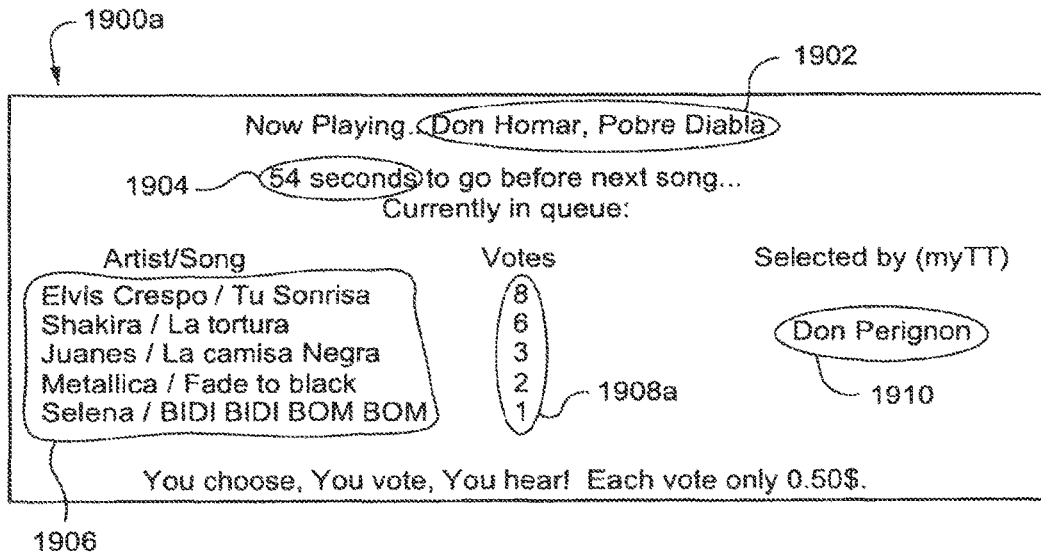 1900a
1902
Now Playing...Don Homar, Pobre Diabla
1904 54 seconds to go before next song...
Currently in queue:
Artist/Song Votes Selected by (myTT)
Elvis Crespo / Tu Sonrisa 8
Shakira / La tortura 6 Don Perignon
Juanes / La camisa Negra 3
Metallica / Fade to black 2 1908a 1910
Selena / BIDI BIDI BOM BOM 1
You choose, You vote, You hear! Each vote only 0.50$.
1906